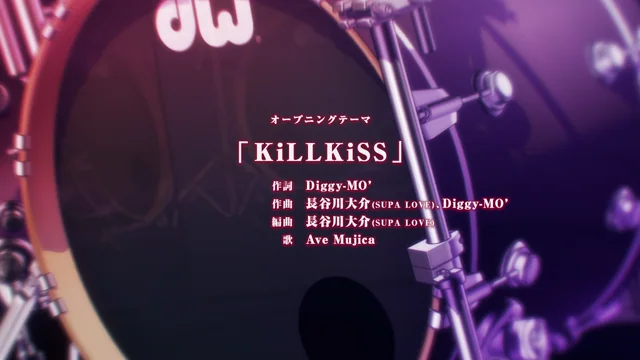 dw
オープニングテーマ
「KiLLKiSS」
作詞 Diggy-MO'
作曲 長谷川大介(SUPA LOVE)、Diggy-MO'
編曲 長谷川大介(SUPA LOVE)
歌 Ave Mujica